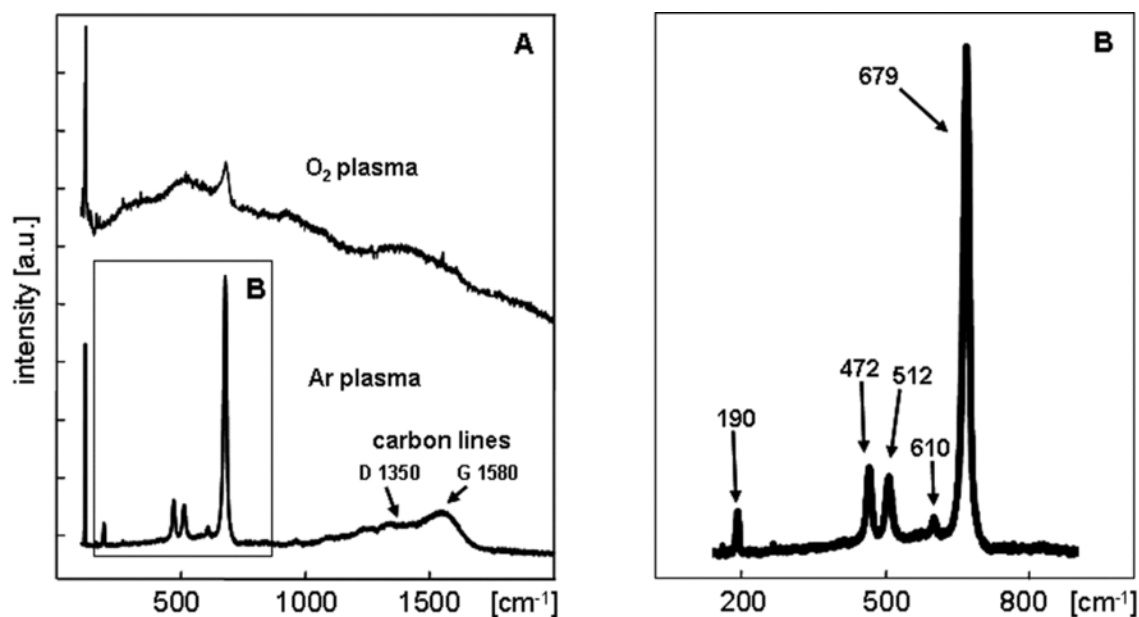 A
O₂ plasma
B
Ar plasma
carbon lines
D 1350 G 1580
intensity [a.u.]
500 1000 1500 [cm⁻¹]
B
679
472 512
190 610
200 500 800 [cm⁻¹]